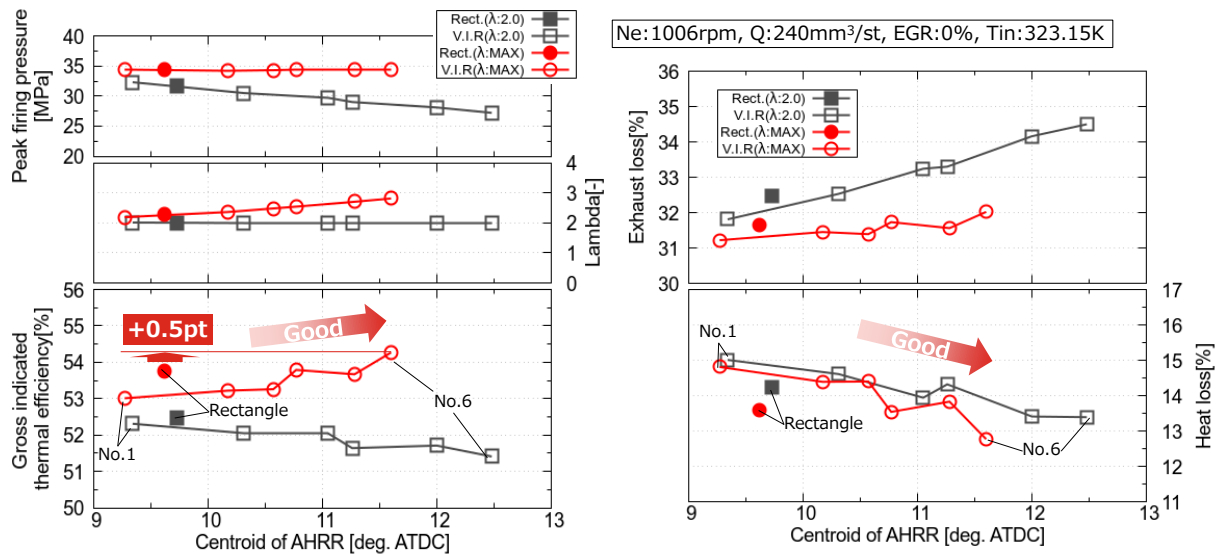 Rect.(λ:2.0)
V.I.R(λ:2.0)
Rect.(λ:MAX)
V.I.R(λ:MAX)
Peak firing pressure
[MPa]
40
35
30
25
20
4
3
2
1
0
Lambda[-]
Gross indicated
thermal efficiency[%]
56
55
54
53
52
51
50
+0.5pt
Good
Rectangle
No.1
No.6
9
10
11
12
13
Centroid of AHRR [deg. ATDC]
Ne:1006rpm, Q:240mm³/st, EGR:0%, Tin:323.15K
Rect.(λ:2.0)
V.I.R(λ:2.0)
Rect.(λ:MAX)
V.I.R(λ:MAX)
Exhaust loss[%]
36
35
34
33
32
31
30
17
16
15
14
13
12
11
Heat loss[%]
No.1
Good
Rectangle
No.6
9
10
11
12
13
Centroid of AHRR [deg. ATDC]